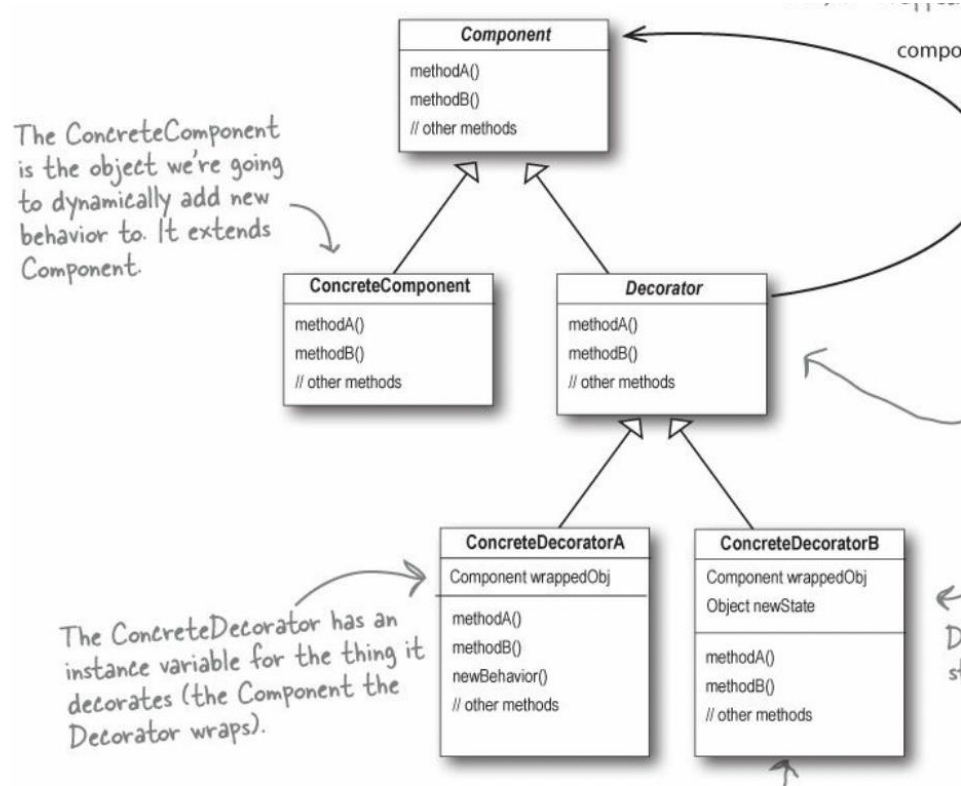 compo
Component
methodA()
methodB()
// other methods
The ConcreteComponent
is the object we're going
to dynamically add new
behavior to. It extends
Component.
ConcreteComponent
methodA()
methodB()
// other methods
Decorator
methodA()
methodB()
// other methods
ConcreteDecoratorA
Component wrappedObj
methodA()
methodB()
newBehavior()
// other methods
ConcreteDecoratorB
Component wrappedObj
Object newState
methodA()
methodB()
// other methods
The ConcreteDecorator has an
instance variable for the thing it
decorates (the Component the
Decorator wraps).
D
st